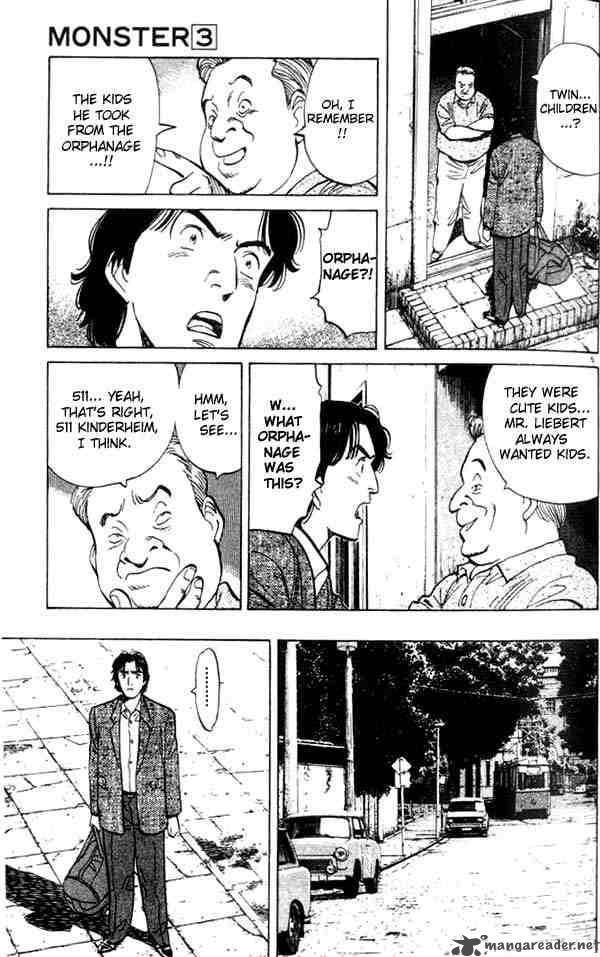 MONSTER 3
TWIN...
CHILDREN
...?
OH, I
REMEMBER
!!
THE KIDS
HE TOOK
FROM THE
ORPHANAGE
...!!
ORPHA-
NAGE?!
5
THEY WERE
CUTE KIDS...
MR. LIEBERT
ALWAYS
WANTED KIDS.
W...
WHAT
ORPHA-
NAGE
WAS
THIS?
HMM,
LET'S
SEE...
511... YEAH,
THAT'S RIGHT,
511 KINDERHEIM,
I THINK.
......
mangareader.net